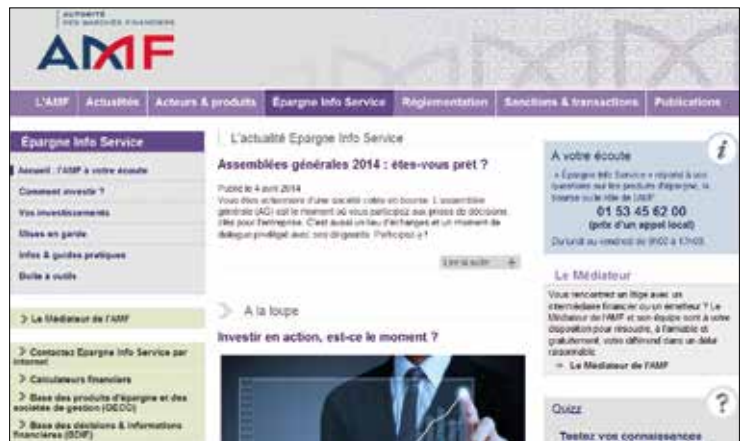 AUTORITÉ
DES MARCHÉS FINANCIERS
AMF
L'AMF
Actualités
Acteurs & produits
Épargne Info Service
Réglementation
Sanctions & transactions
Publications
Épargne Info Service
Accueil : l'AMF à votre écoute
Comment investir ?
Vos investissements
Mises en garde
Infos & guides pratiques
Boîte à outils
Le Médiateur de l'AMF
Contactez Epargne Info Service par
internet
Calculateurs financiers
Base des produits d'épargne et des
sociétés de gestion (GECO)
Base des décisions & informations
financières (BDIF)
L'actualité Epargne Info Service
Assemblées générales 2014 : êtes-vous prêt ?
Publié le 4 avril 2014
Vous êtes actionnaire d'une société cotée en bourse. L'assemblée
générale (AG) est le moment où vous participez aux prises de décisions
clés pour l'entreprise. C'est aussi un lieu d'échanges et un moment de
dialogue privilégié avec ses dirigeants. Participez-y !
Lire la suite +
A la loupe
Investir en action, est-ce le moment ?
i
A votre écoute
« Épargne Info Service » répond à vos
questions sur les produits d'épargne, la
bourse ou le rôle de l'AMF
01 53 45 62 00
(prix d'un appel local)
Du lundi au vendredi de 9h00 à 17h00.
Le Médiateur
Vous rencontrez un litige avec un
intermédiaire financier ou un émetteur ? Le
Médiateur de l'AMF et son équipe sont à votre
disposition pour résoudre, à l'amiable et
gratuitement, votre différend dans un délai
raisonnable.
Le Médiateur de l'AMF
?
Quizz
Testez vos connaissances